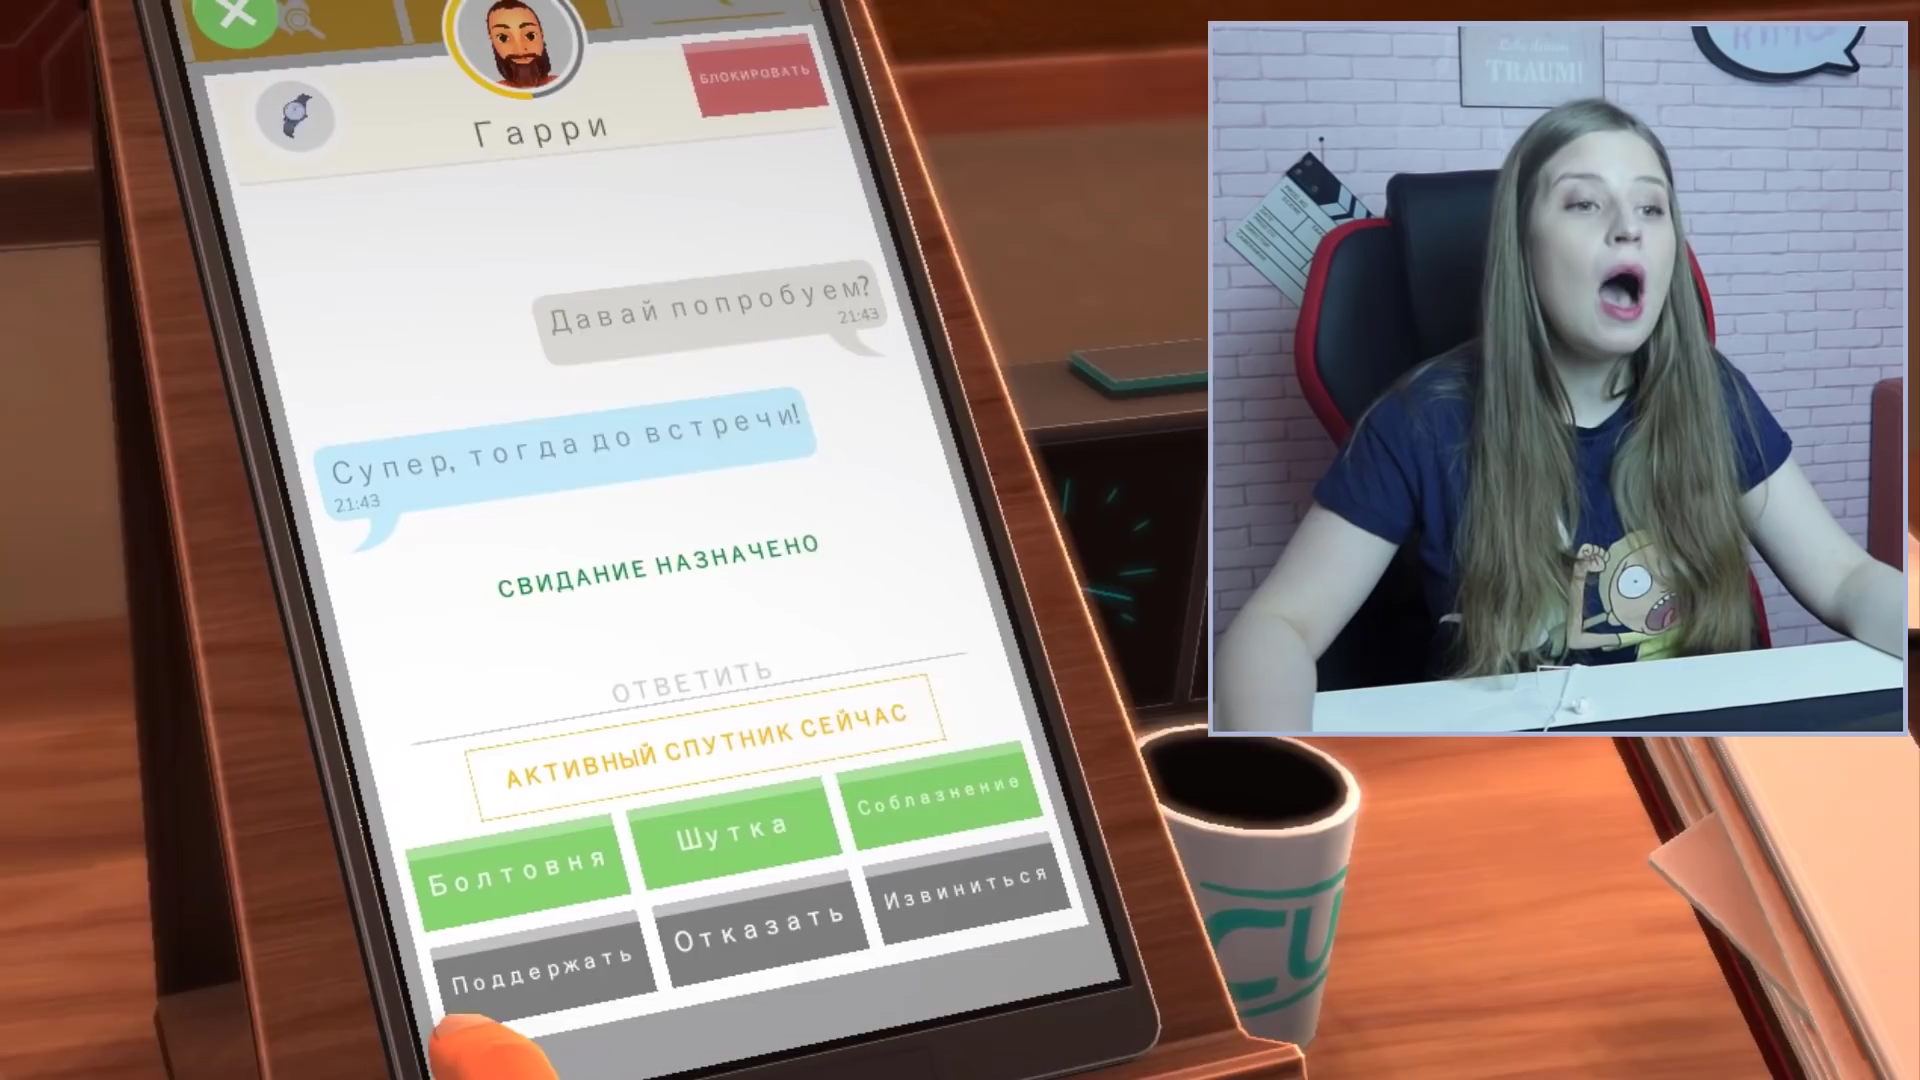 БЛОКИРОВАТЬ
Гарри
Давай попробуем?
21:43
Супер, тогда до встречи!
21:43
СВИДАНИЕ НАЗНАЧЕНО
ОТВЕТИТЬ
АКТИВНЫЙ СПУТНИК СЕЙЧАС
Болтовня
Шутка
Соблазнение
Поддержать
Отказать
Извиниться
TRAUM!
CU